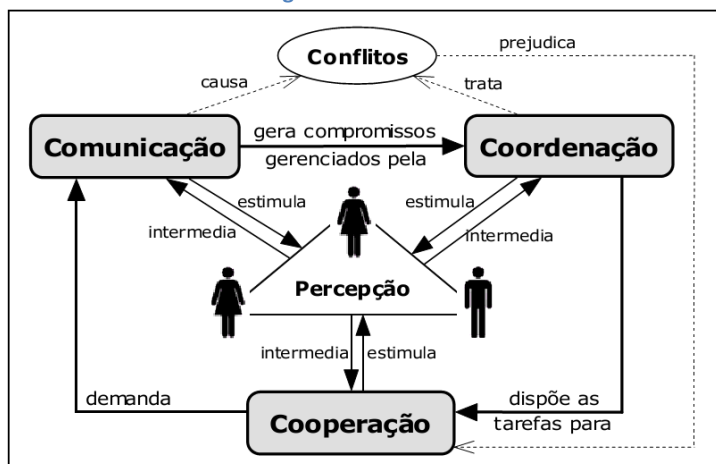 Conflitos
prejudica
causa
trata
Comunicação
gera compromissos
gerenciados pela
Coordenação
estimula
estimula
intermedia
intermedia
Percepção
intermedia
estimula
demanda
dispõe as
tarefas para
Cooperação